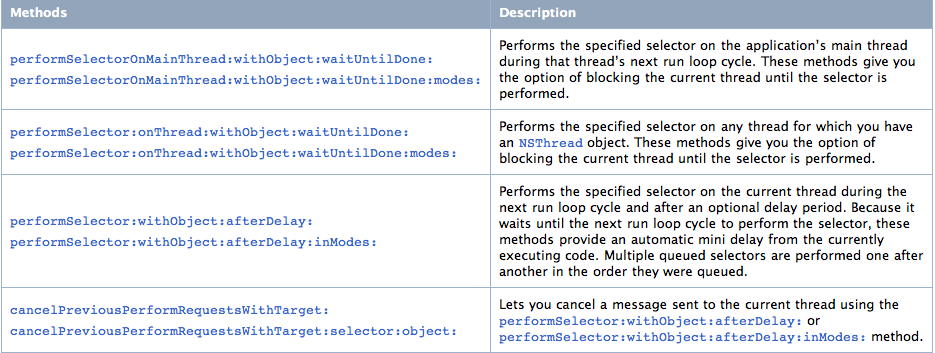 Methods
Description
performSelectorOnMainThread:withObject:waitUntilDone:
performSelectorOnMainThread:withObject:waitUntilDone:modes:
Performs the specified selector on the application’s main thread
during that thread’s next run loop cycle. These methods give you
the option of blocking the current thread until the selector is
performed.
performSelector:onThread:withObject:waitUntilDone:
performSelector:onThread:withObject:waitUntilDone:modes:
Performs the specified selector on any thread for which you have
an NSThread object. These methods give you the option of
blocking the current thread until the selector is performed.
performSelector:withObject:afterDelay:
performSelector:withObject:afterDelay:inModes:
Performs the specified selector on the current thread during the
next run loop cycle and after an optional delay period. Because it
waits until the next run loop cycle to perform the selector, these
methods provide an automatic mini delay from the currently
executing code. Multiple queued selectors are performed one after
another in the order they were queued.
cancelPreviousPerformRequestsWithTarget:
cancelPreviousPerformRequestsWithTarget:selector:object:
Lets you cancel a message sent to the current thread using the
performSelector:withObject:afterDelay: or
performSelector:withObject:afterDelay:inModes: method.